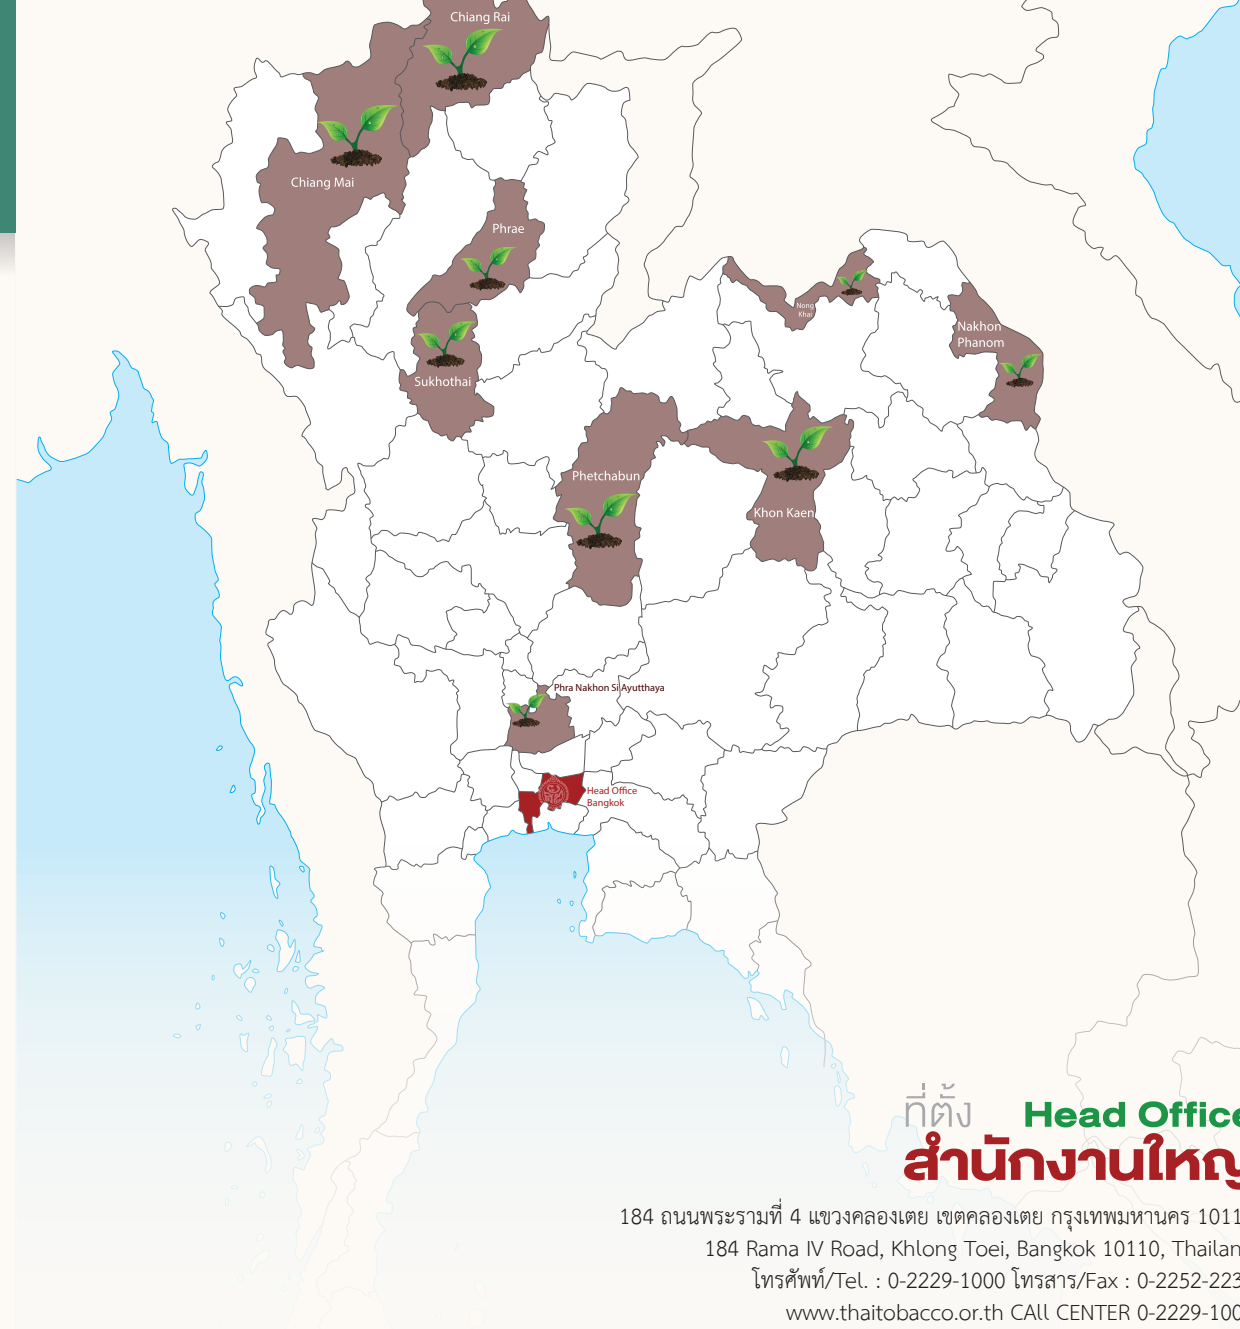 Chiang Rai
Chiang Mai
Phrae
Nong
Khai
Nakhon
Phanom
Sukhothai
Phetchabun
Khon Kaen
Phra Nakhon Si Ayutthaya
Head Office
Bangkok
ที่ตั้ง Head Office
สำนักงานใหญ
184 ถนนพระรามที่ 4 แขวงคลองเตย เขตคลองเตย กรุงเทพมหานคร 1011
184 Rama IV Road, Khlong Toei, Bangkok 10110, Thailan
โทรศัพท์/Tel. : 0-2229-1000 โทรสาร/Fax : 0-2252-223
www.thaitobacco.or.th CAll CENTER 0-2229-100